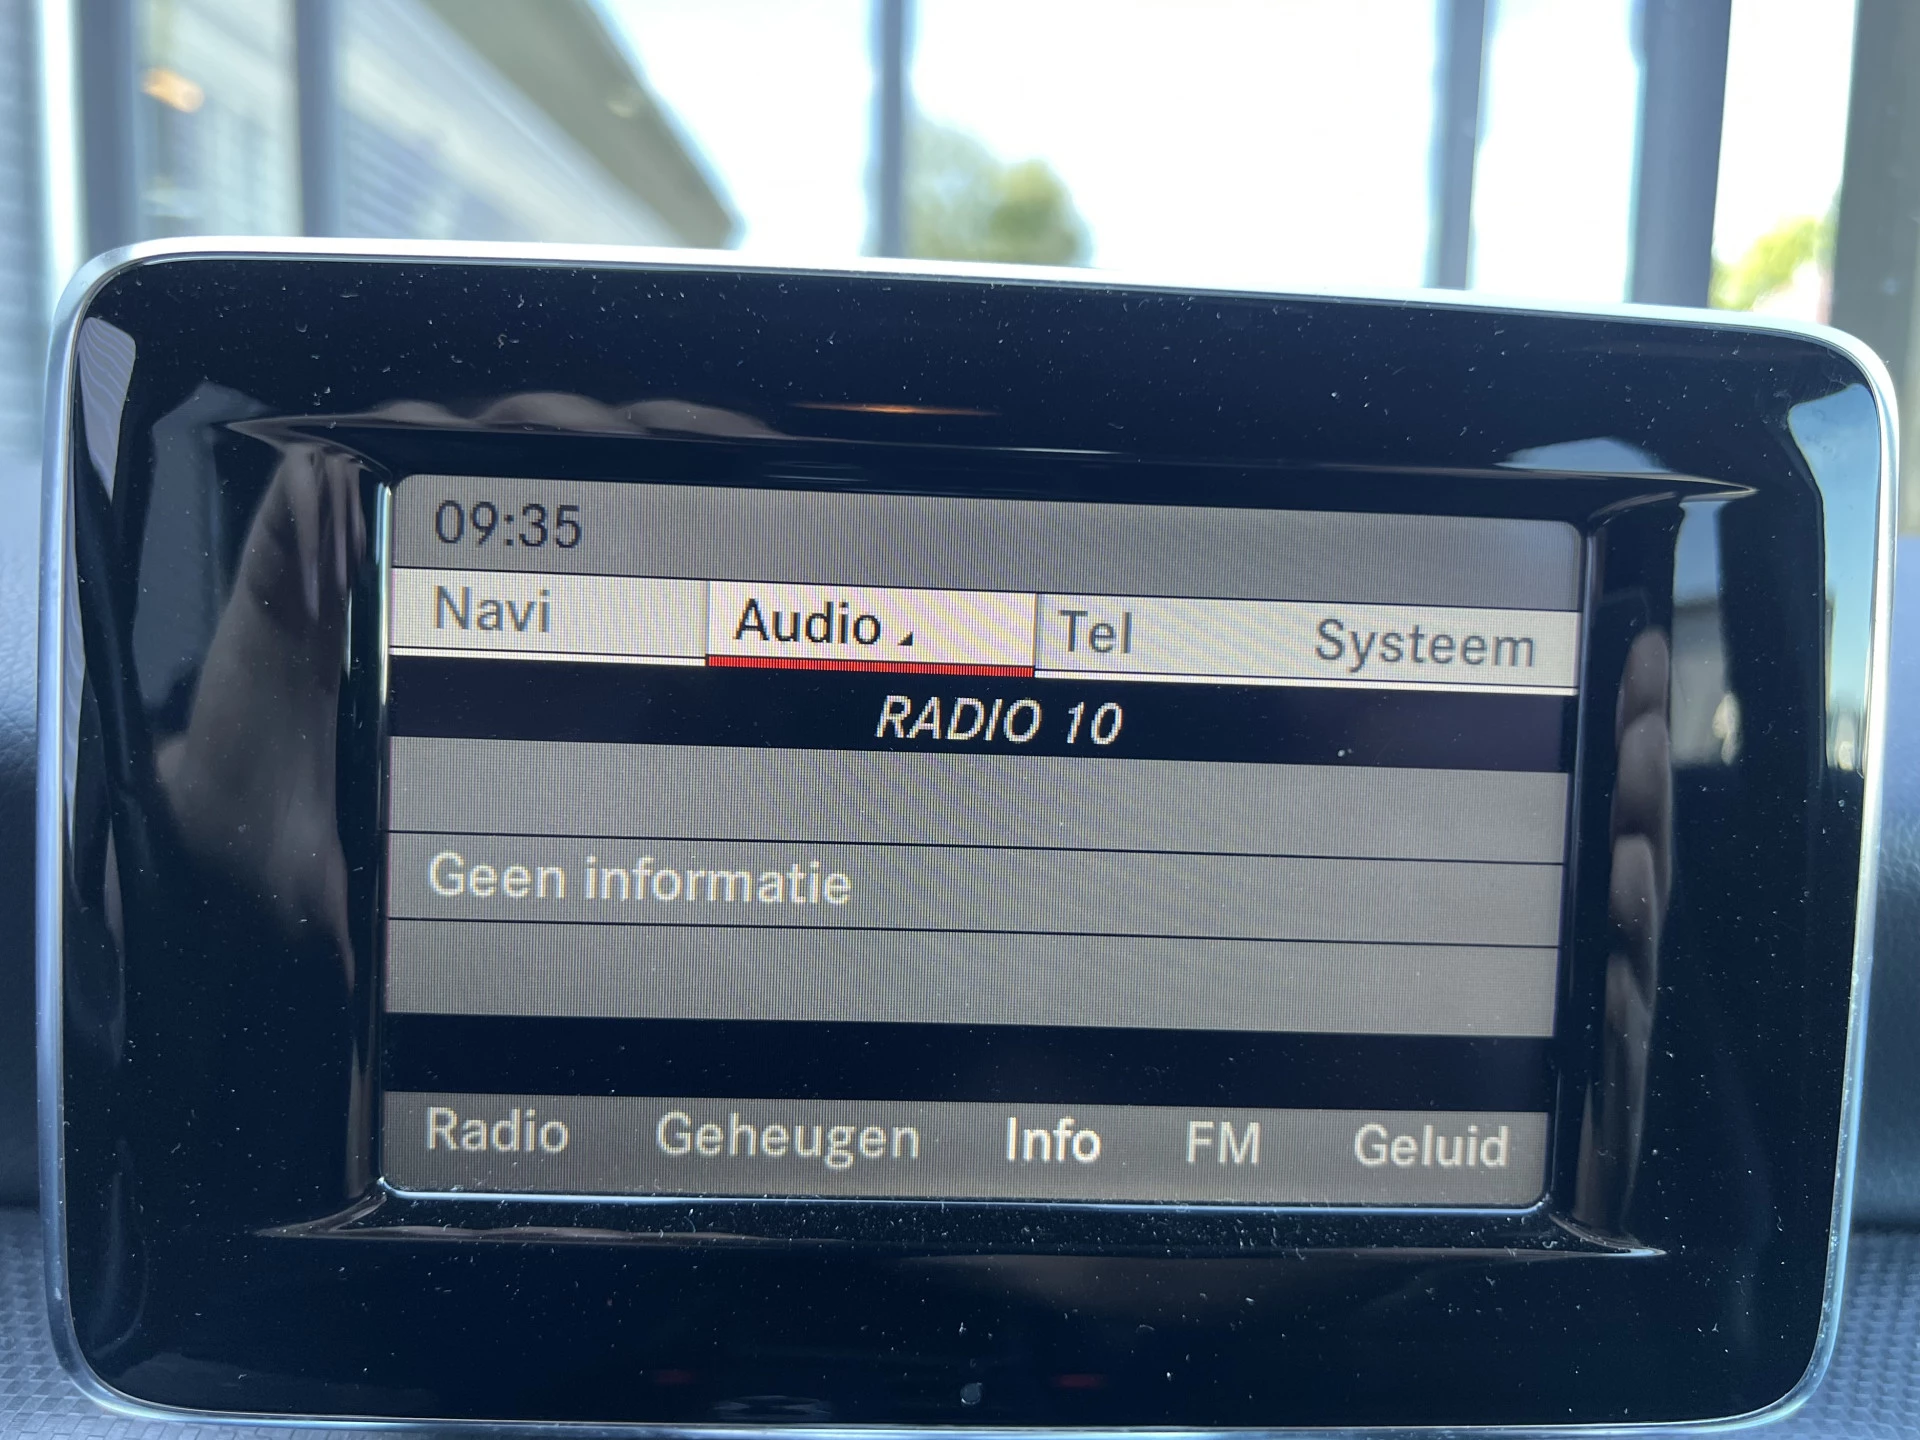 09:35
Navi Audio Tel Systeem
RADIO 10
Geen informatie
Radio Geheugen Info FM Geluid